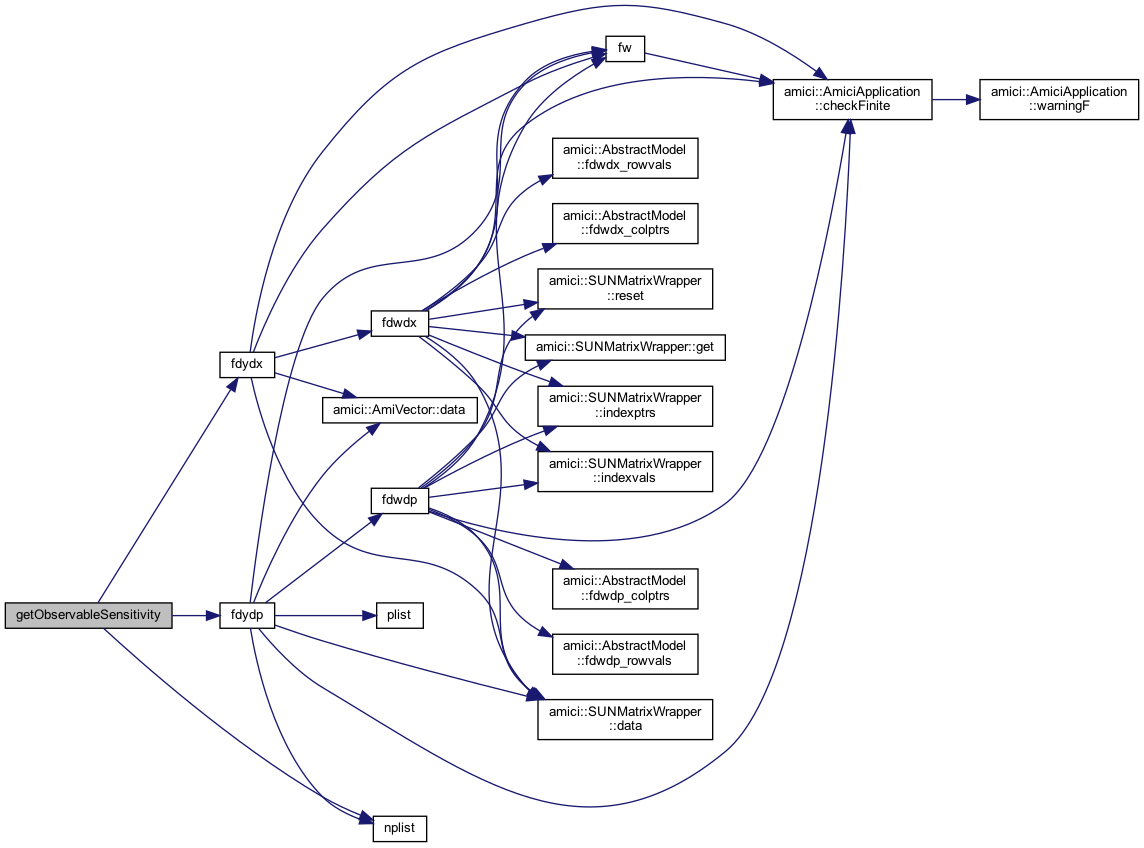 fw
amici::AmiciApplication
::checkFinite
amici::AmiciApplication
::warningF
amici::AbstractModel
::fdwdx_rowvals
amici::AbstractModel
::fdwdx_colptrs
amici::SUNMatrixWrapper
::reset
fdwdx
amici::SUNMatrixWrapper::get
fdydx
amici::AmiVector::data
amici::SUNMatrixWrapper
::indexptrs
amici::SUNMatrixWrapper
::indexvals
fdwdp
amici::AbstractModel
::fdwdp_colptrs
getObservableSensitivity
fdydp
plist
amici::AbstractModel
::fdwdp_rowvals
amici::SUNMatrixWrapper
::data
nplist